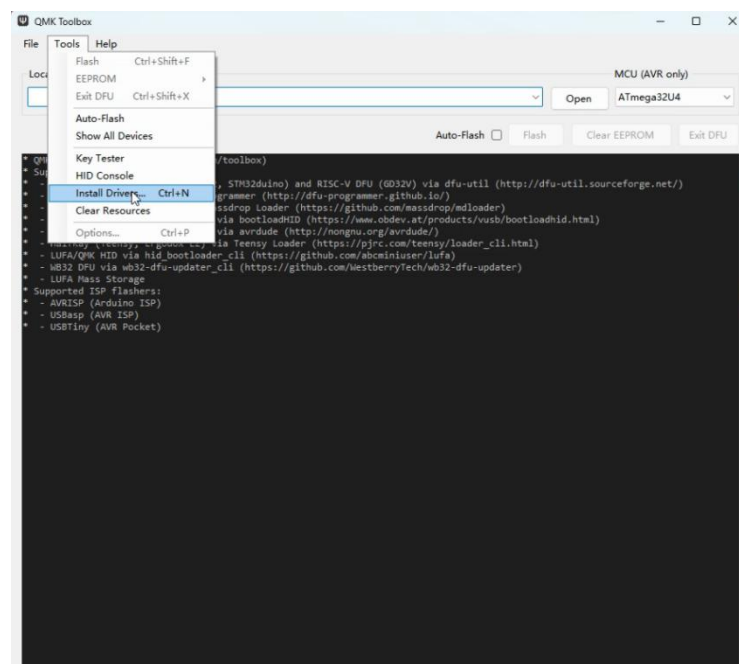 QMK Toolbox
File Tools Help
Flash Ctrl+Shift+F
EEPROM
Exit DFU Ctrl+Shift+X
Auto-Flash
Show All Devices
Key Tester
HID Console
Install Drivers... Ctrl+N
Clear Resources
Options... Ctrl+P
Loca
MCU (AVR only)
Open ATmega32U4
Auto-Flash Flash Clear EEPROM Exit DFU
/toolbox)
, STM32duino) and RISC-V DFU (GD32V) via dfu-util (http://dfu-util.sourceforge.net/)
grammer (http://dfu-programmer.github.io/)
ssdrop Loader (https://github.com/massdrop/mdloader)
via bootloadHID (https://www.obdev.at/products/vusb/bootloadhid.html)
via avrdude (http://nongnu.org/avrdude/)
via Teensy Loader (https://pjrc.com/teensy/loader_cli.html)
* - LUFA/QMK HID via hid_bootloader_cli (https://github.com/abcminiuser/lufa)
* - WB32 DFU via wb32-dfu-updater_cli (https://github.com/WestberryTech/wb32-dfu-updater)
* - LUFA Mass Storage
* Supported ISP flashers:
* - AVRISP (Arduino ISP)
* - USBasp (AVR ISP)
* - USBTiny (AVR Pocket)